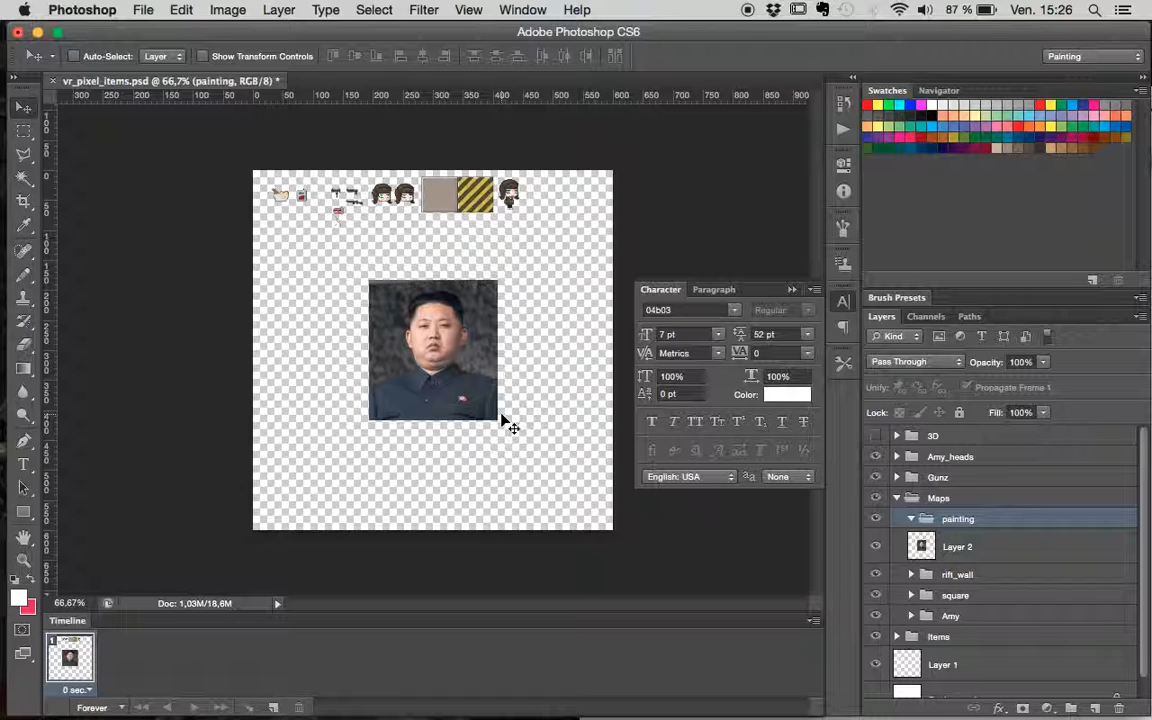 Photoshop File Edit Image Layer Type Select Filter View Window Help 87 % Ven. 15:26
Adobe Photoshop CS6
Auto-Select: Layer Show Transform Controls Painting
vr_pixel_items.psd @ 66,7% (painting, RGB/8) *
300 250 200 150 100 50 0 50 100 150 200 250 300 350 400 450 500 550 600 650 700 750 800 850 900
Swatches Navigator
Character Paragraph
04b03 Regular
7 pt 52 pt
Metrics 0
100% 100%
0 pt Color:
English: USA aa None
Brush Presets
Layers Channels Paths
Kind
Pass Through Opacity: 100%
Unify: Propagate Frame 1
Lock: Fill: 100%
3D
Amy_heads
Gunz
Maps
painting
Layer 2
rift_wall
square
Amy
Items
Layer 1
66,67% Doc: 1,03M/18,6M
Timeline
1
0 sec.
Forever